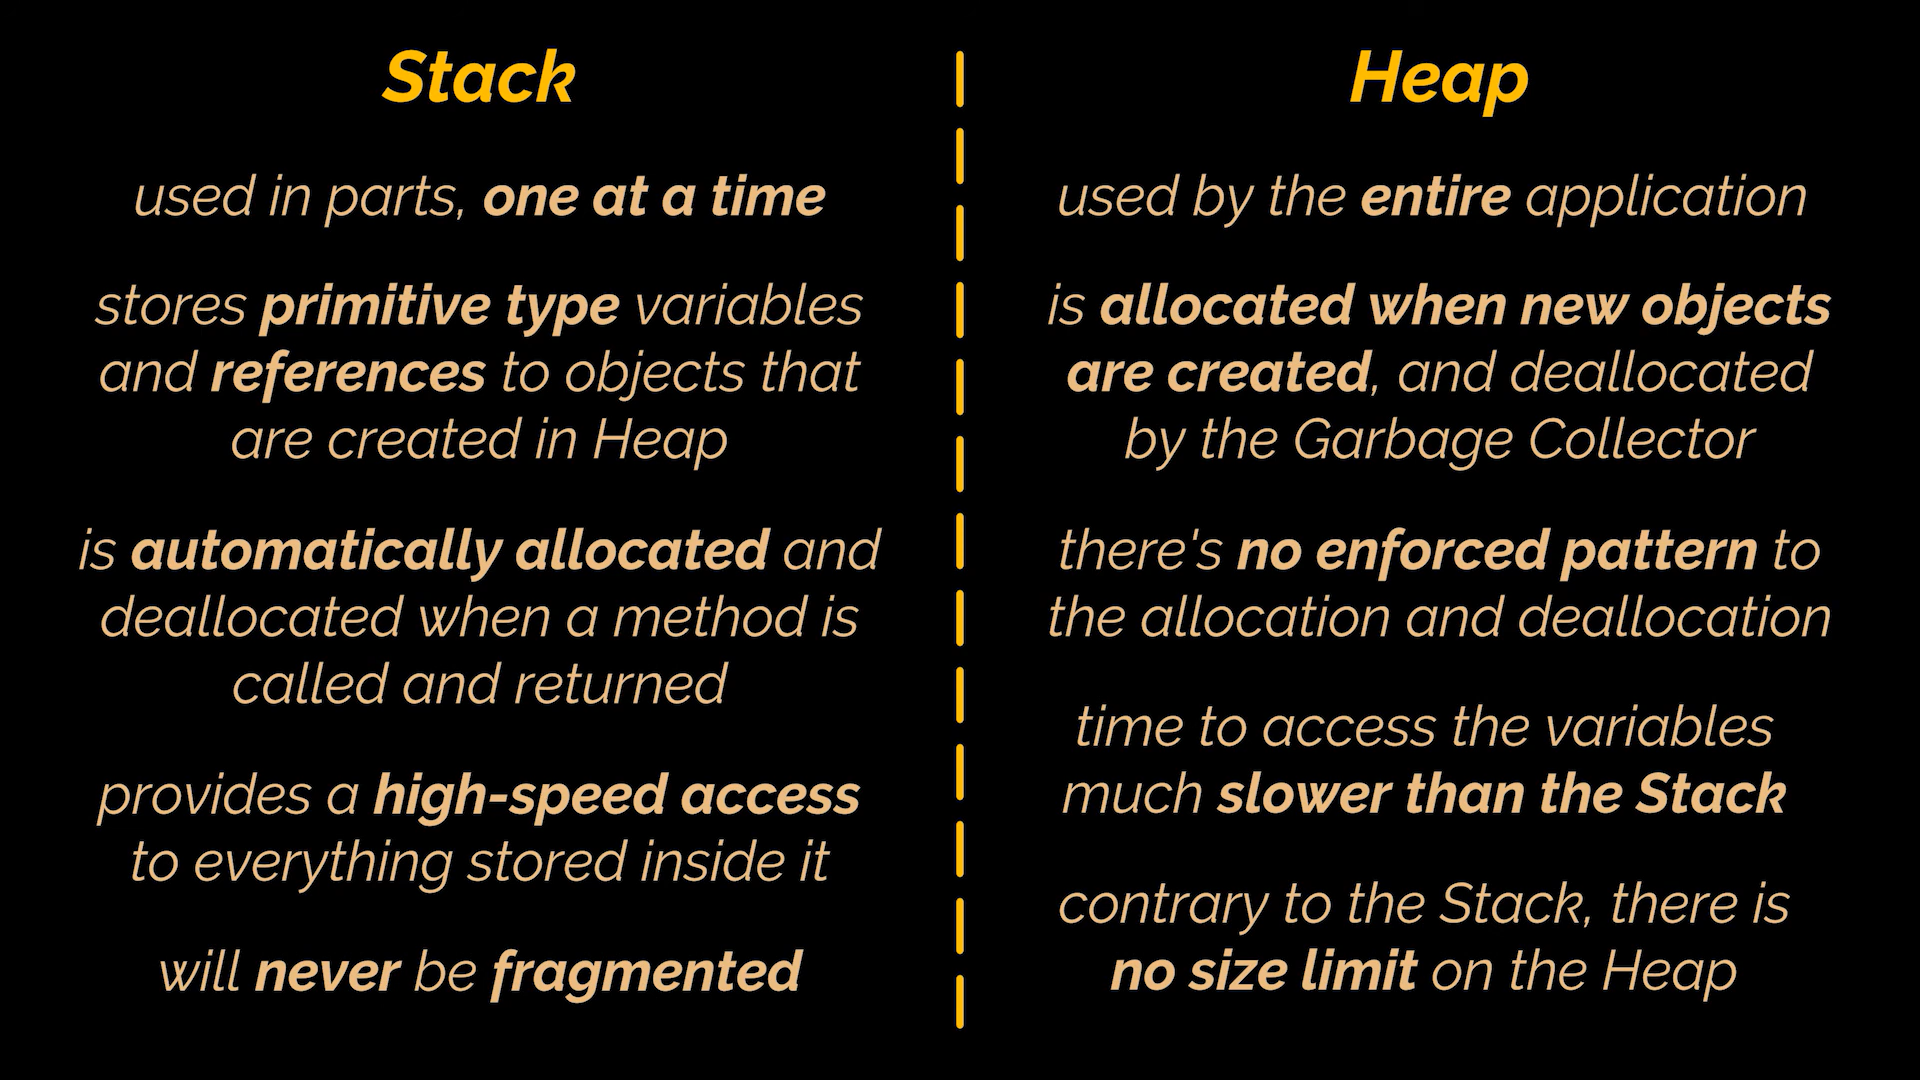 Stack
used in parts, one at a time
stores primitive type variables
and references to objects that
are created in Heap
is automatically allocated and
deallocated when a method is
called and returned
provides a high-speed access
to everything stored inside it
will never be fragmented
Heap
used by the entire application
is allocated when new objects
are created, and deallocated
by the Garbage Collector
there's no enforced pattern to
the allocation and deallocation
time to access the variables
much slower than the Stack
contrary to the Stack, there is
no size limit on the Heap